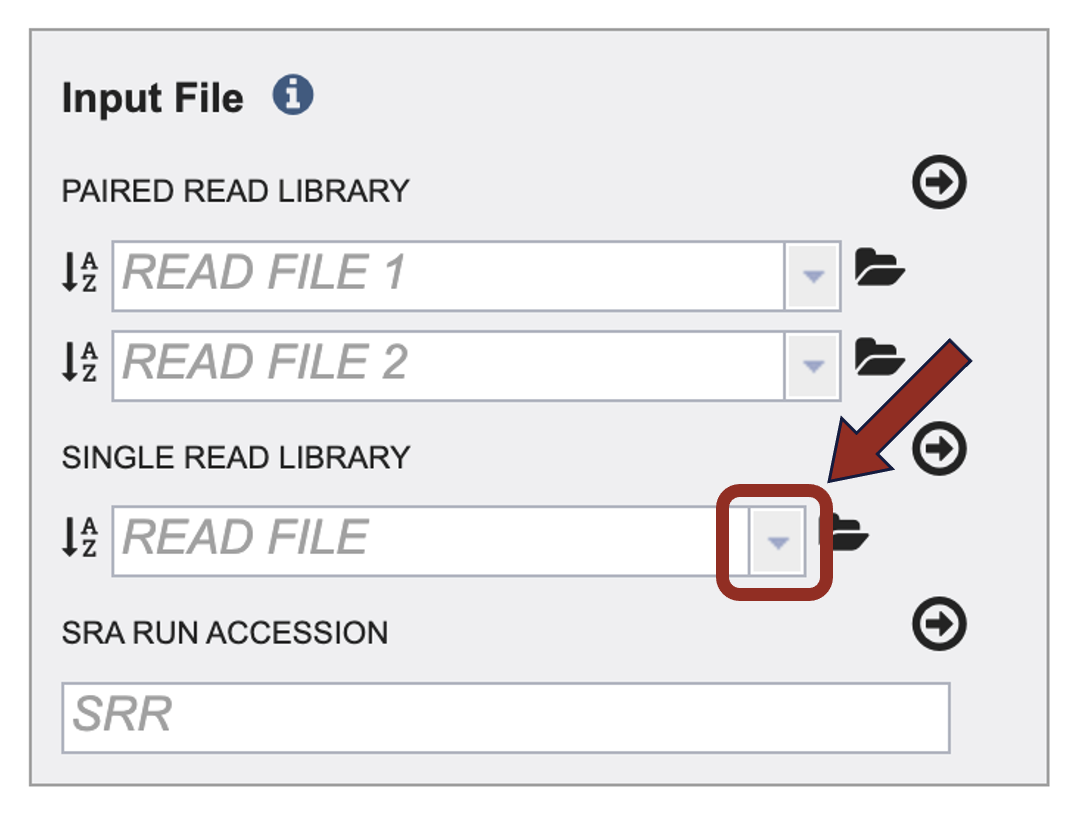 Input File
PAIRED READ LIBRARY
READ FILE 1
READ FILE 2
SINGLE READ LIBRARY
READ FILE
SRA RUN ACCESSION
SRR